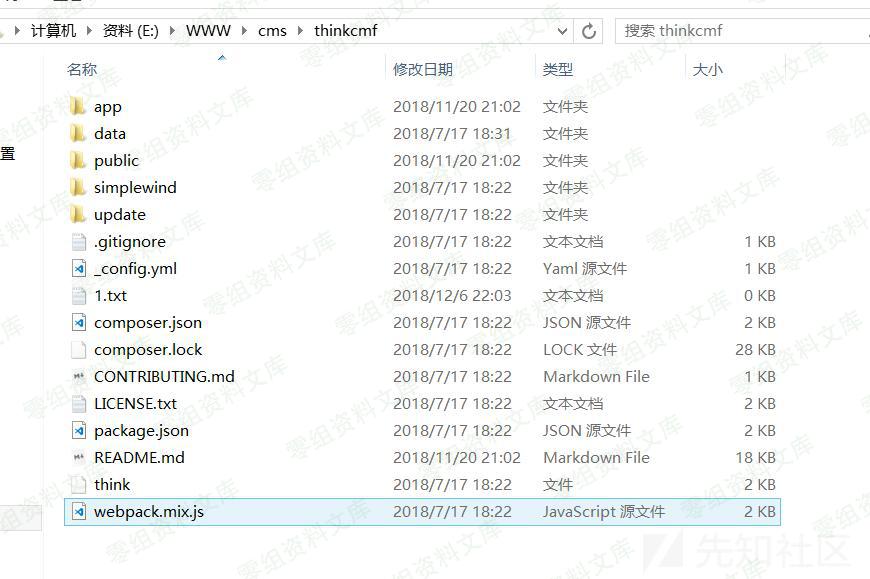 计算机 资料 (E:) WWW cms thinkcmf 搜索 thinkcmf
名称 修改日期 类型 大小
app 2018/11/20 21:02 文件夹
data 2018/7/17 18:31 文件夹
置
public 2018/11/20 21:02 文件夹
simplewind 2018/7/17 18:22 文件夹
update 2018/7/17 18:22 文件夹
.gitignore 2018/7/17 18:22 文本文档 1 KB
_config.yml 2018/7/17 18:22 Yaml 源文件 1 KB
1.txt 2018/12/6 22:03 文本文档 0 KB
composer.json 2018/7/17 18:22 JSON 源文件 2 KB
composer.lock 2018/7/17 18:22 LOCK 文件 28 KB
CONTRIBUTING.md 2018/7/17 18:22 Markdown File 1 KB
LICENSE.txt 2018/7/17 18:22 文本文档 2 KB
package.json 2018/7/17 18:22 JSON 源文件 2 KB
README.md 2018/11/20 21:02 Markdown File 18 KB
think 2018/7/17 18:22 文件 2 KB
webpack.mix.js 2018/7/17 18:22 JavaScript 源文件 2 KB
零组资料文库
先知社区